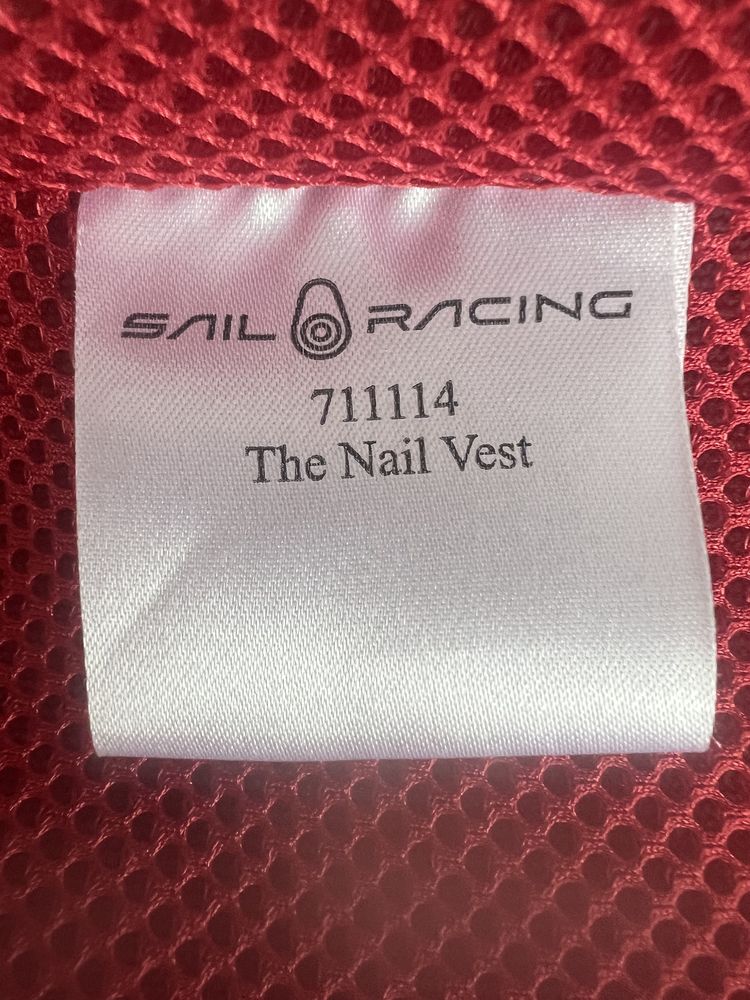 SAIL RACING
711114
The Nail Vest